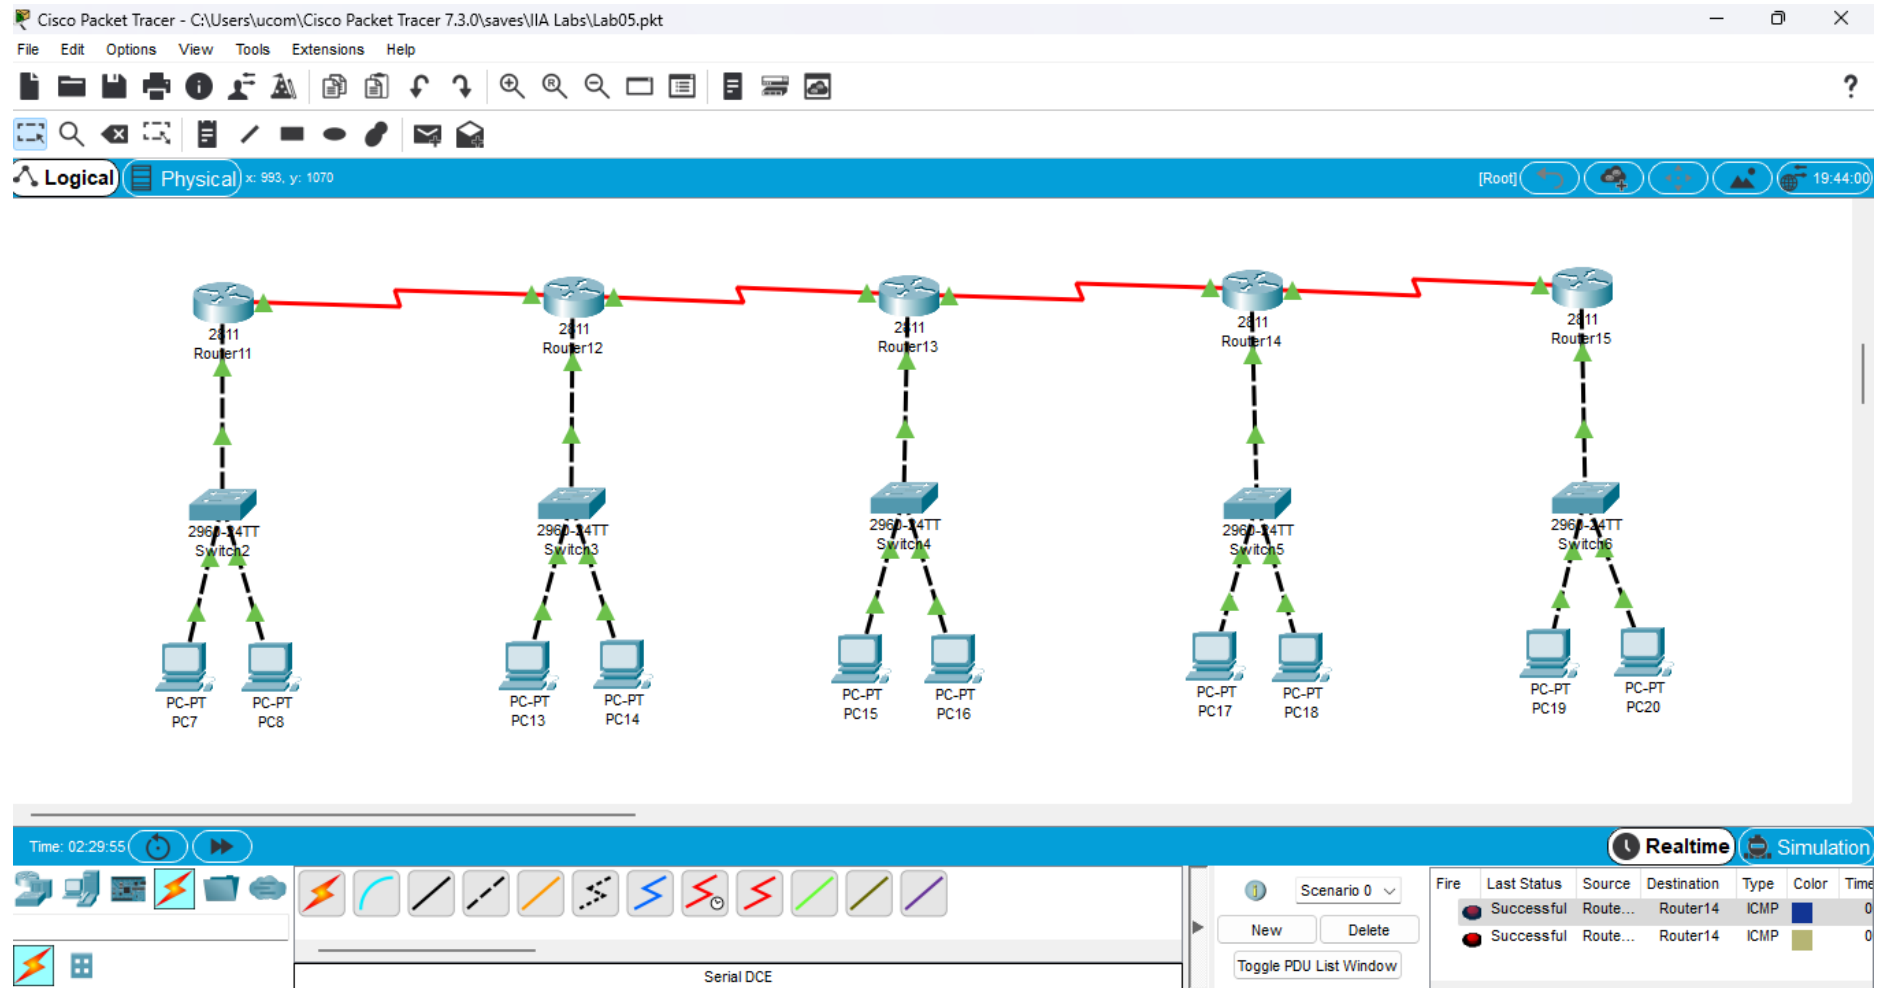 Cisco Packet Tracer - C:\Users\ucom\Cisco Packet Tracer 7.3.0\saves\IIA Labs\Lab05.pkt
File Edit Options View Tools Extensions Help
?
Logical Physical x: 993, y: 1070 [Root] 19:44:00
2811
Router11
2811
Router12
2811
Router13
2811
Router14
2811
Router15
2960-24TT
Switch2
2960-24TT
Switch3
2960-24TT
Switch4
2960-24TT
Switch5
2960-24TT
Switch6
PC-PT
PC7
PC-PT
PC8
PC-PT
PC13
PC-PT
PC14
PC-PT
PC15
PC-PT
PC16
PC-PT
PC17
PC-PT
PC18
PC-PT
PC19
PC-PT
PC20
Time: 02:29:55
Realtime Simulation
Serial DCE
Scenario 0
New Delete
Toggle PDU List Window
Fire Last Status Source Destination Type Color Time
Successful Route... Router14 ICMP 0
Successful Route... Router14 ICMP 0